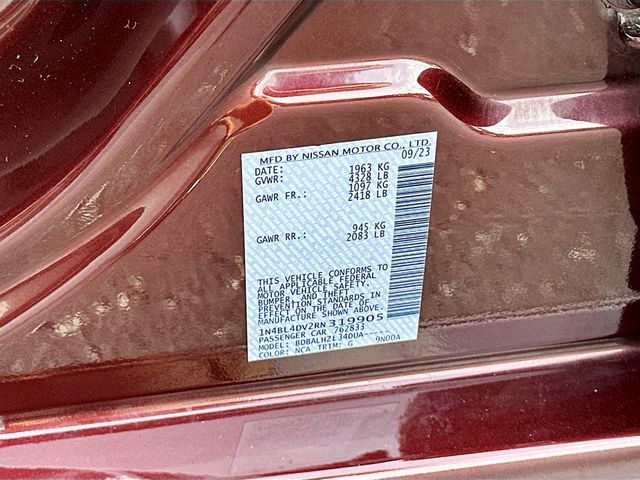 MFD BY NISSAN MOTOR CO., LTD.
DATE: 09/23
GVWR: 1963 KG
4328 LB
GAWR FR.: 1097 KG
2418 LB
GAWR RR.: 945 KG
2083 LB
THIS VEHICLE CONFORMS TO
ALL APPLICABLE FEDERAL
MOTOR VEHICLE SAFETY,
BUMPER, AND THEFT
PREVENTION STANDARDS IN
EFFECT ON THE DATE OF
MANUFACTURE SHOWN ABOVE.
1N4BL4DV2RN319905
PASSENGER CAR 762833
MODEL: BDBALHZL34DUA-----
COLOR: NCA TRIM: G 9N00A